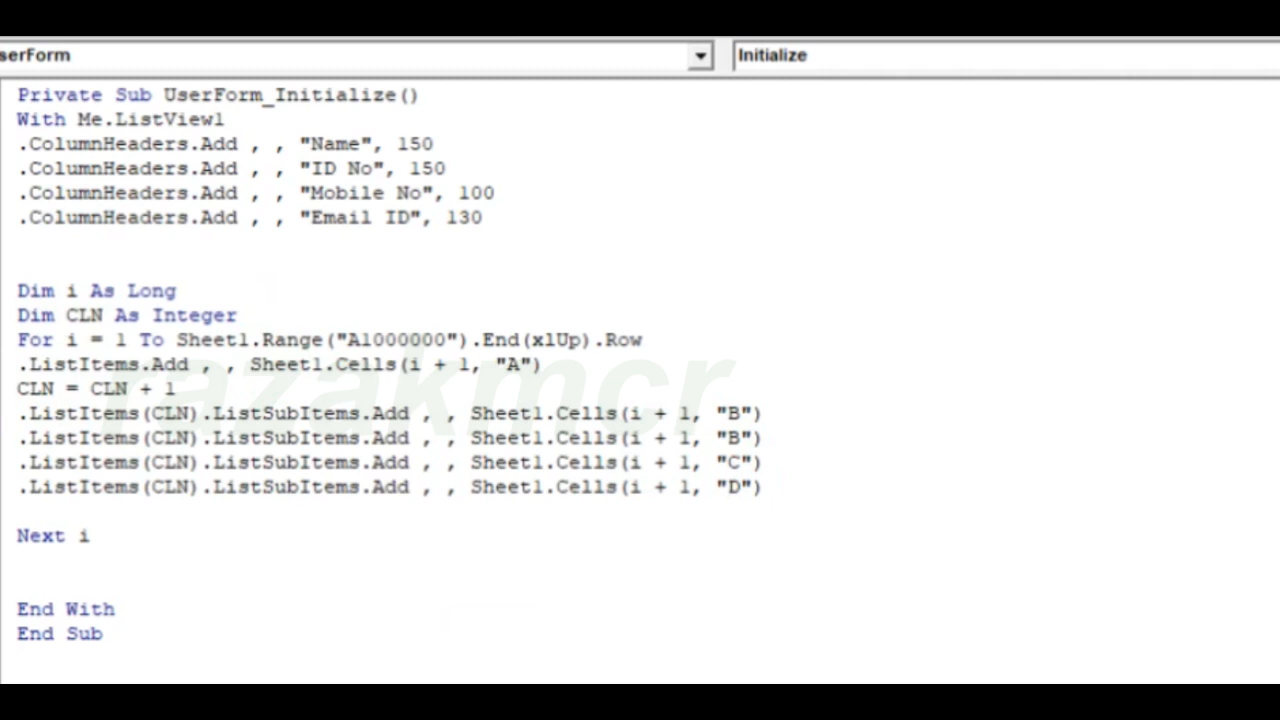 serForm
Initialize
Private Sub UserForm_Initialize()
With Me.ListView1
.ColumnHeaders.Add , , "Name", 150
.ColumnHeaders.Add , , "ID No", 150
.ColumnHeaders.Add , , "Mobile No", 100
.ColumnHeaders.Add , , "Email ID", 130
Dim i As Long
Dim CLN As Integer
For i = 1 To Sheet1.Range("A1000000").End(xlUp).Row
.ListItems.Add , , Sheet1.Cells(i + 1, "A")
CLN = CLN + 1
.ListItems(CLN).ListSubItems.Add , , Sheet1.Cells(i + 1, "B")
.ListItems(CLN).ListSubItems.Add , , Sheet1.Cells(i + 1, "B")
.ListItems(CLN).ListSubItems.Add , , Sheet1.Cells(i + 1, "C")
.ListItems(CLN).ListSubItems.Add , , Sheet1.Cells(i + 1, "D")
Next i
End With
End Sub
razakmcr